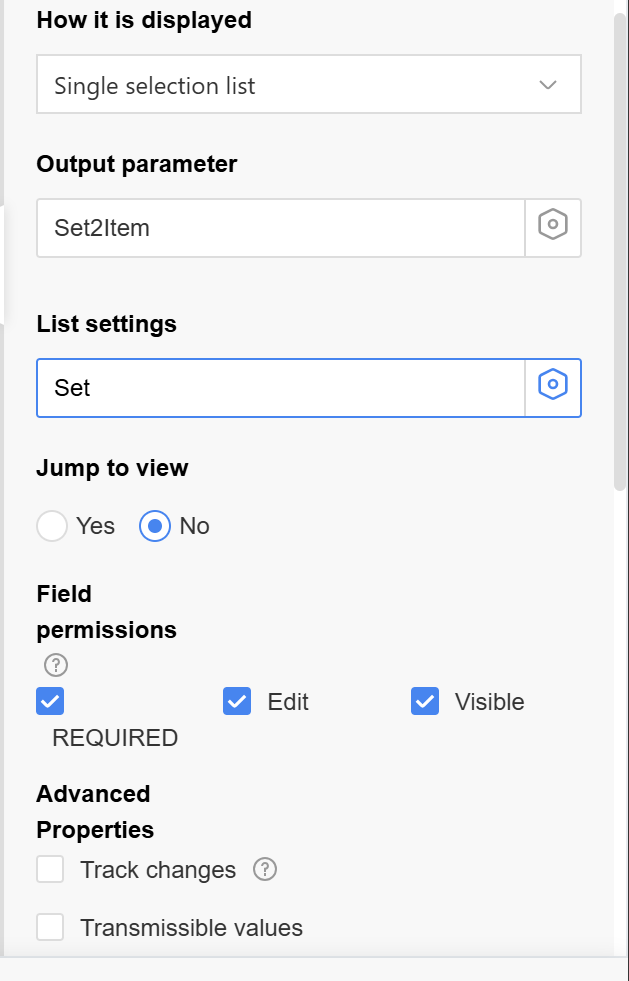 How it is displayed
Single selection list
Output parameter
Set2Item
List settings
Set
Jump to view
Yes No
Field
permissions
?
Edit Visible
REQUIRED
Advanced
Properties
Track changes ?
Transmissible values